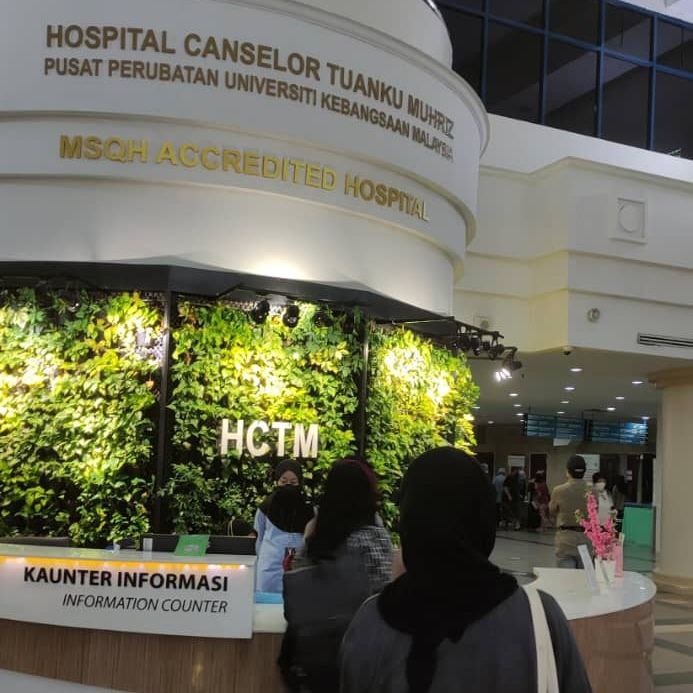 HOSPITAL CANSELOR TUANKU MUHRIZ
PUSAT PERUBATAN UNIVERSITI KEBANGSAAN MALAYSIA
MSQH ACCREDITED HOSPITAL
HCTM
KAUNTER INFORMASI
INFORMATION COUNTER